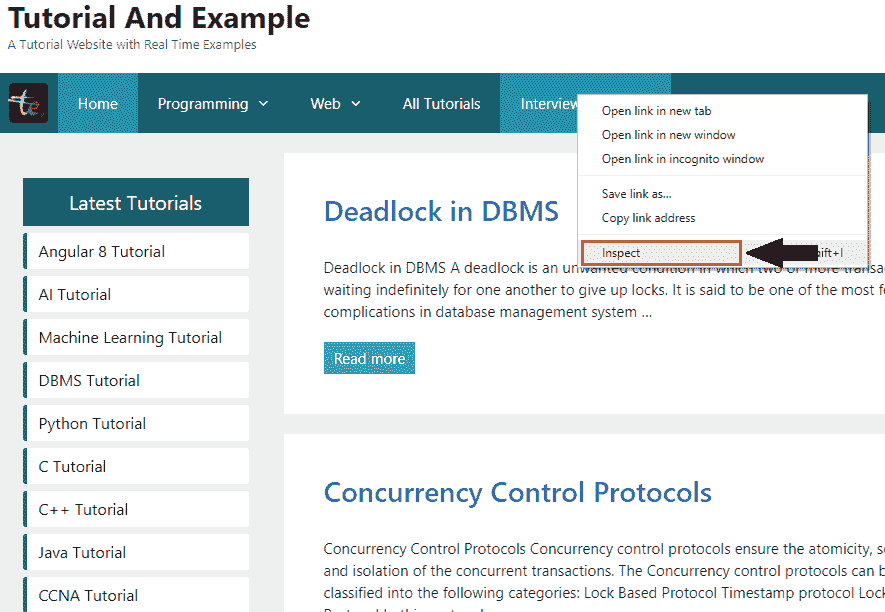 Tutorial And Example
A Tutorial Website with Real Time Examples
te
Home
Programming
Web
All Tutorials
Interview
Open link in new tab
Open link in new window
Open link in incognito window
Save link as...
Copy link address
Inspect
ift+I
Latest Tutorials
Angular 8 Tutorial
AI Tutorial
Machine Learning Tutorial
DBMS Tutorial
Python Tutorial
C Tutorial
C++ Tutorial
Java Tutorial
CCNA Tutorial
Deadlock in DBMS
Deadlock in DBMS A deadlock is an unwanted condition in which two or more transa
waiting indefinitely for one another to give up locks. It is said to be one of the most f
complications in database management system ...
Read more
Concurrency Control Protocols
Concurrency Control Protocols Concurrency control protocols ensure the atomicity, s
and isolation of the concurrent transactions. The Concurrency control protocols can b
classified into the following categories: Lock Based Protocol Timestamp protocol Lock